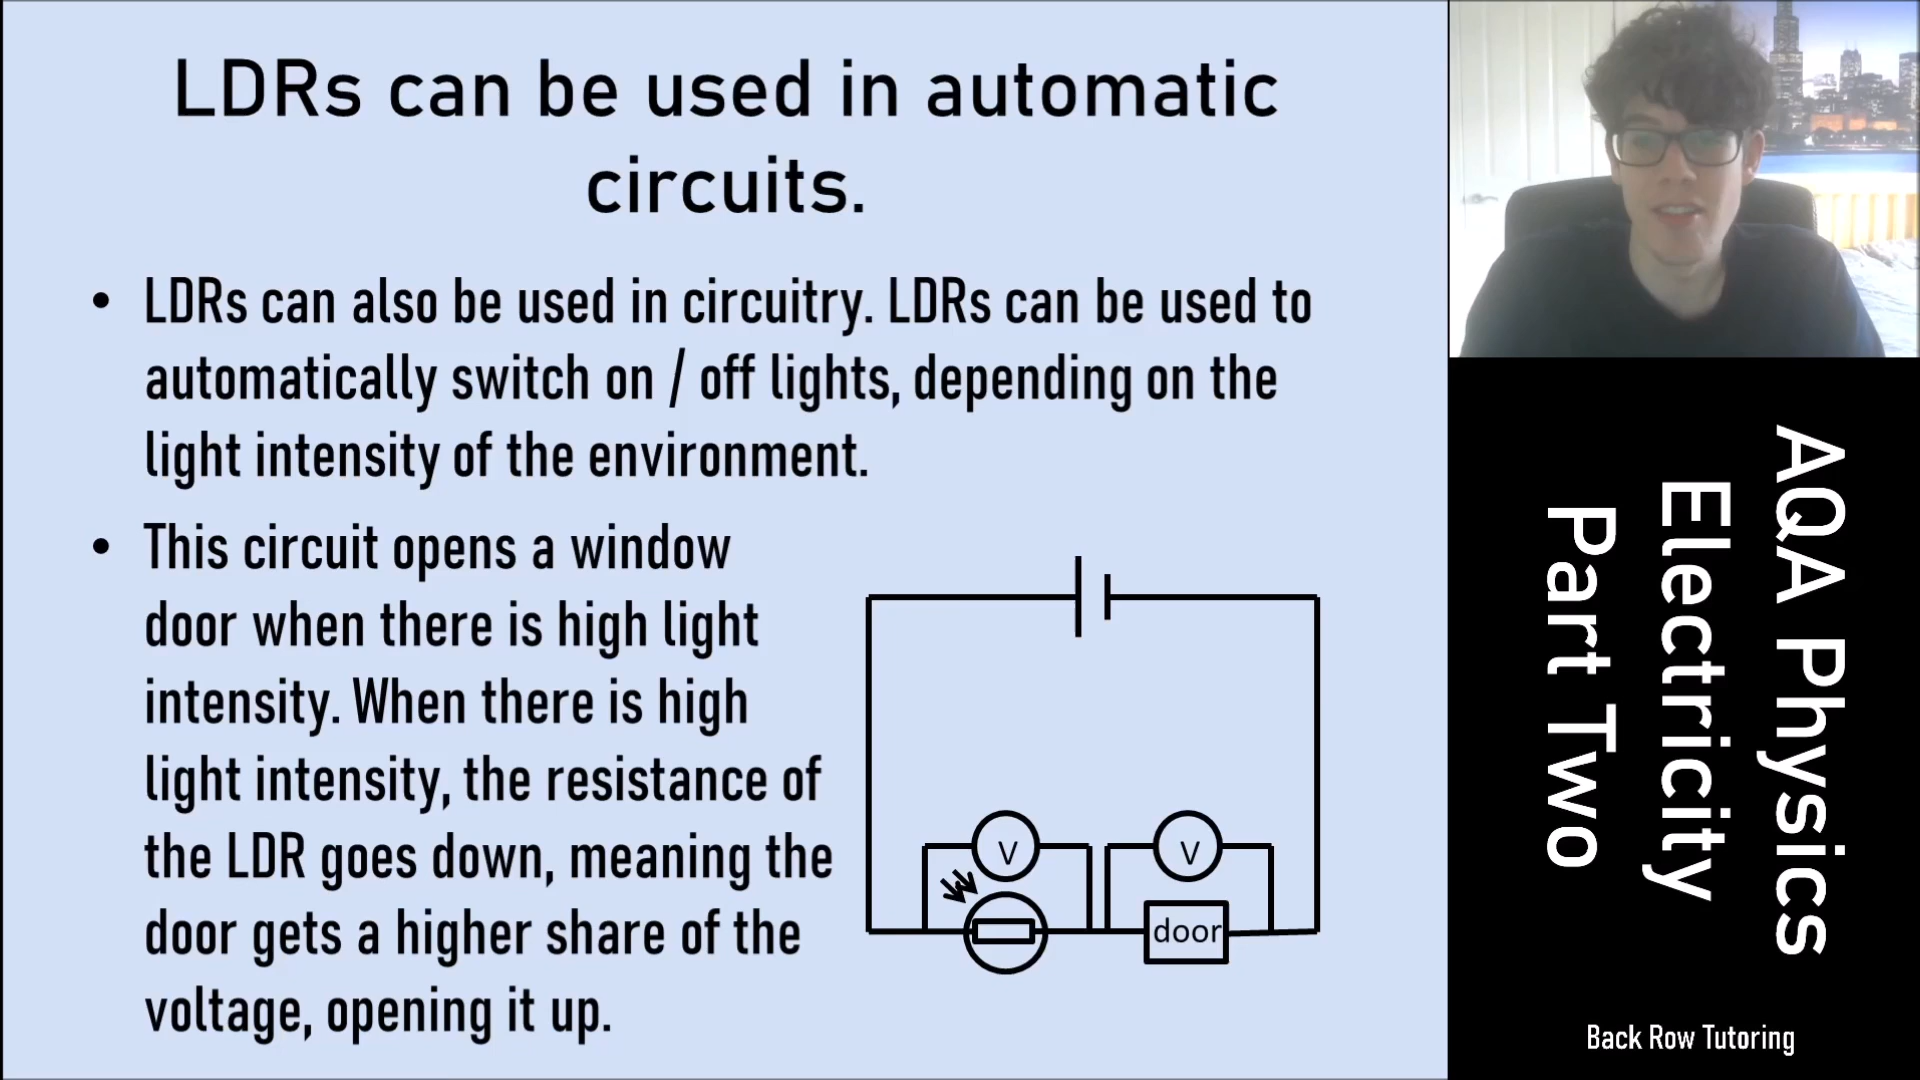 LDRs can be used in automatic
circuits.
• LDRs can also be used in circuitry. LDRs can be used to
automatically switch on / off lights, depending on the
light intensity of the environment.
• This circuit opens a window
door when there is high light
intensity. When there is high
light intensity, the resistance of
the LDR goes down, meaning the
door gets a higher share of the
voltage, opening it up.
V
V
door
AQA Physics
Electricity
Part Two
Back Row Tutoring